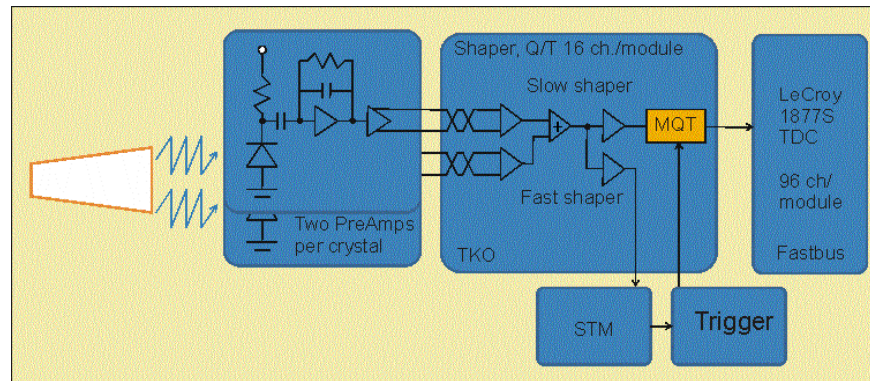 Shaper, Q/T 16 ch./module
Slow shaper
MQT
Fast shaper
TKO
Two PreAmps
per crystal
LeCroy
1877S
TDC
96 ch/
module
Fastbus
STM
Trigger